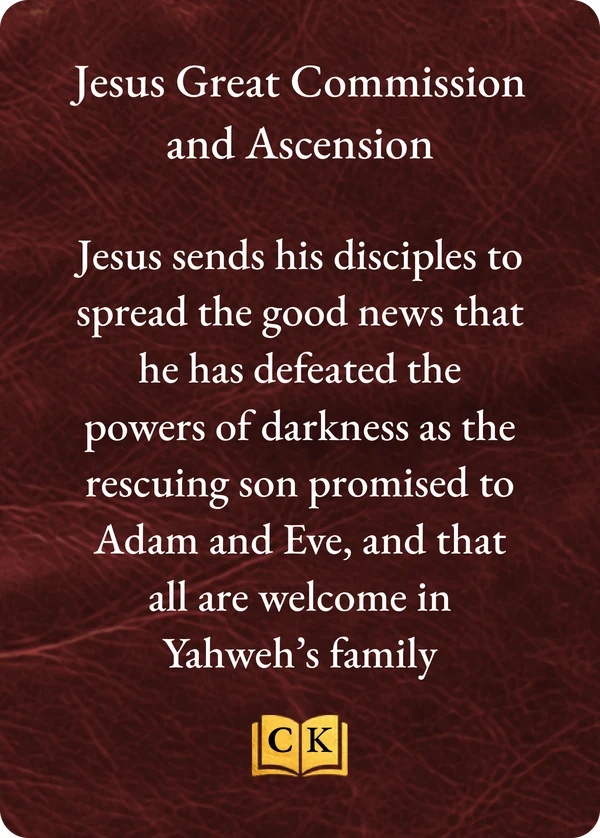 Jesus Great Commission
and Ascension
Jesus sends his disciples to
spread the good news that
he has defeated the
powers of darkness as the
rescuing son promised to
Adam and Eve, and that
all are welcome in
Yahweh’s family
C K